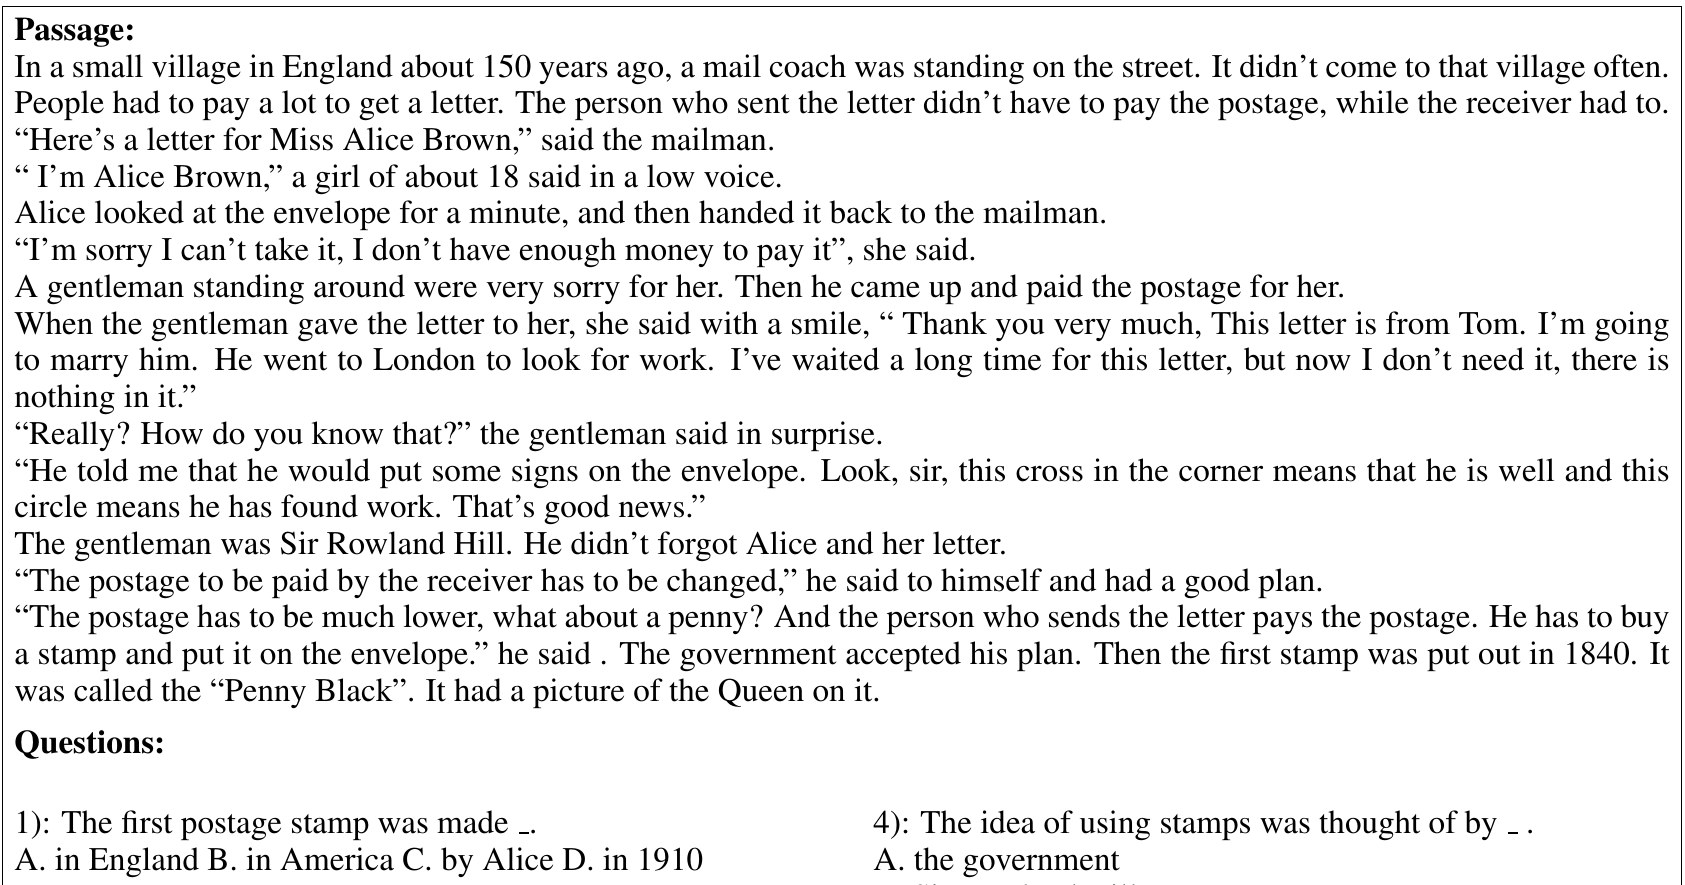 Passage:
In a small village in England about 150 years ago, a mail coach was standing on the street. It didn’t come to that village often.
People had to pay a lot to get a letter. The person who sent the letter didn’t have to pay the postage, while the receiver had to.
“Here’s a letter for Miss Alice Brown,” said the mailman.
“ I’m Alice Brown,” a girl of about 18 said in a low voice.
Alice looked at the envelope for a minute, and then handed it back to the mailman.
“I’m sorry I can’t take it, I don’t have enough money to pay it”, she said.
A gentleman standing around were very sorry for her. Then he came up and paid the postage for her.
When the gentleman gave the letter to her, she said with a smile, “ Thank you very much, This letter is from Tom. I’m going
to marry him. He went to London to look for work. I’ve waited a long time for this letter, but now I don’t need it, there is
nothing in it.”
“Really? How do you know that?” the gentleman said in surprise.
“He told me that he would put some signs on the envelope. Look, sir, this cross in the corner means that he is well and this
circle means he has found work. That’s good news.”
The gentleman was Sir Rowland Hill. He didn’t forgot Alice and her letter.
“The postage to be paid by the receiver has to be changed,” he said to himself and had a good plan.
“The postage has to be much lower, what about a penny? And the person who sends the letter pays the postage. He has to buy
a stamp and put it on the envelope.” he said . The government accepted his plan. Then the first stamp was put out in 1840. It
was called the “Penny Black”. It had a picture of the Queen on it.
Questions:
1): The first postage stamp was made _.
A. in England B. in America C. by Alice D. in 1910
4): The idea of using stamps was thought of by _ .
A. the government